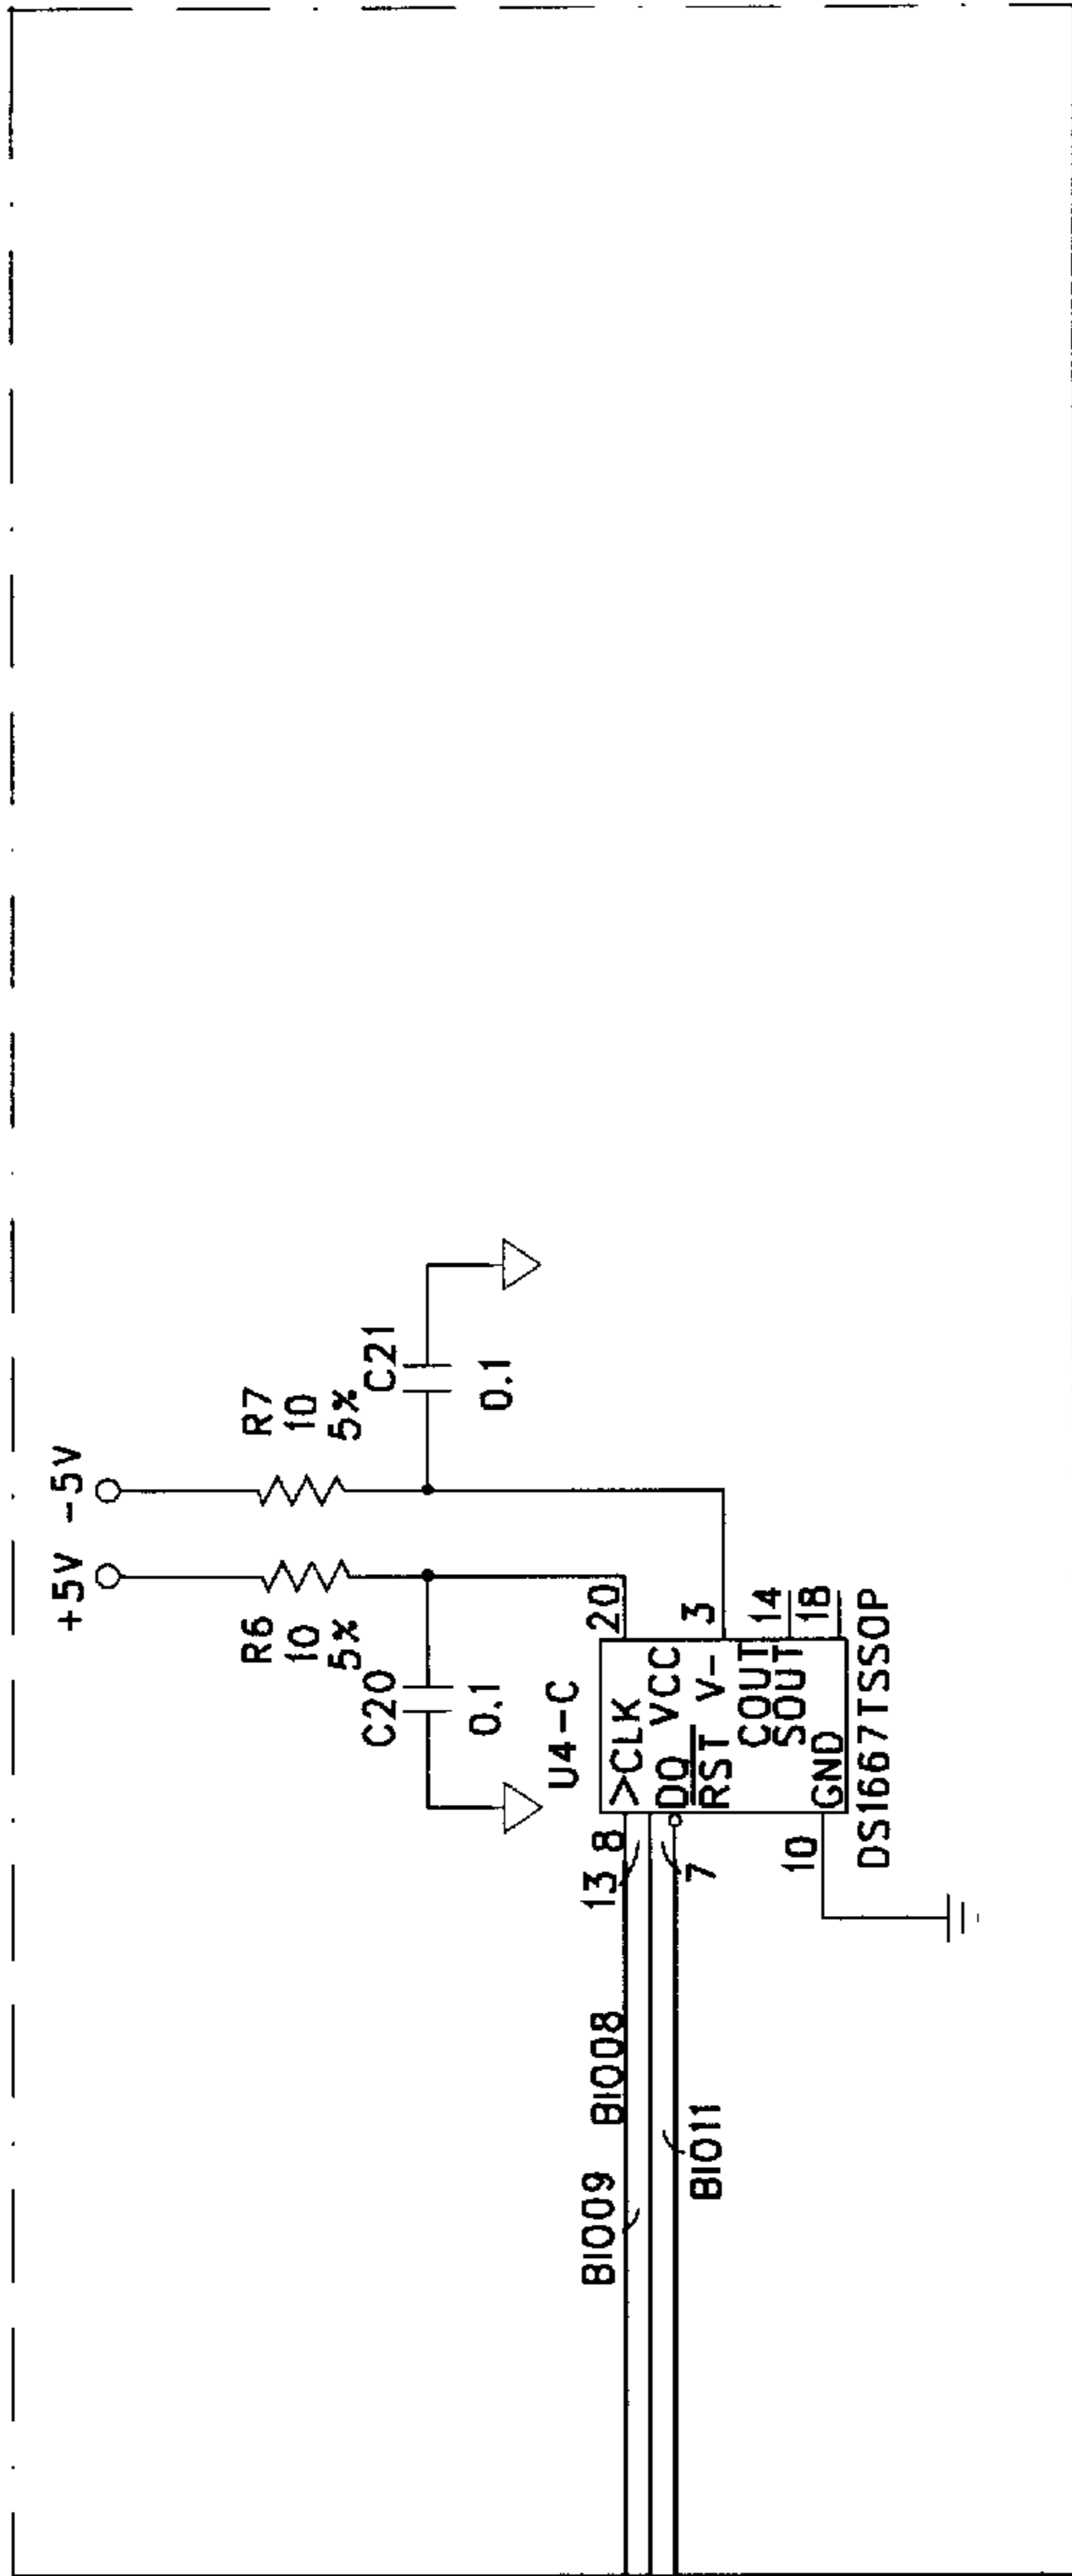 +5V -5V
R6
10
5%
R7
10
5%
C20
0.1
C21
0.1
U4-C
20
3
14
18
>CLK
VCC
DQ
RST V-
COUT
SOUT
GND
DS1667TSSOP
13 8
7
10
BIO08
BIO09
BIO11